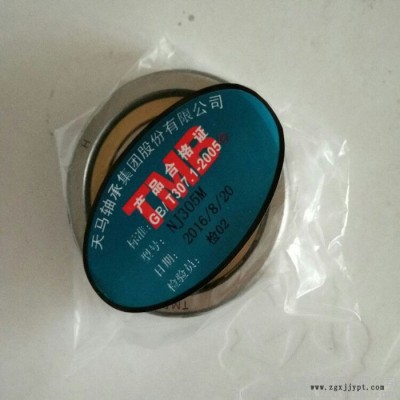 天马轴承集团股份有限公司
TMB
产品合格证
标准: GB/T307.1-2005
型号: NJ305M
日期: 2016/8/20
检验员: 检02
H
TM
www.zgxjjypt.com